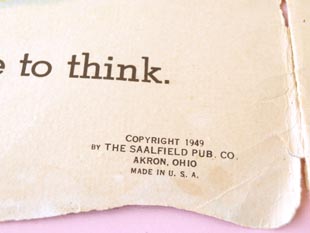 to think.
COPYRIGHT 1949
BY THE SAALFIELD PUB. CO.
AKRON, OHIO
MADE IN U. S. A.